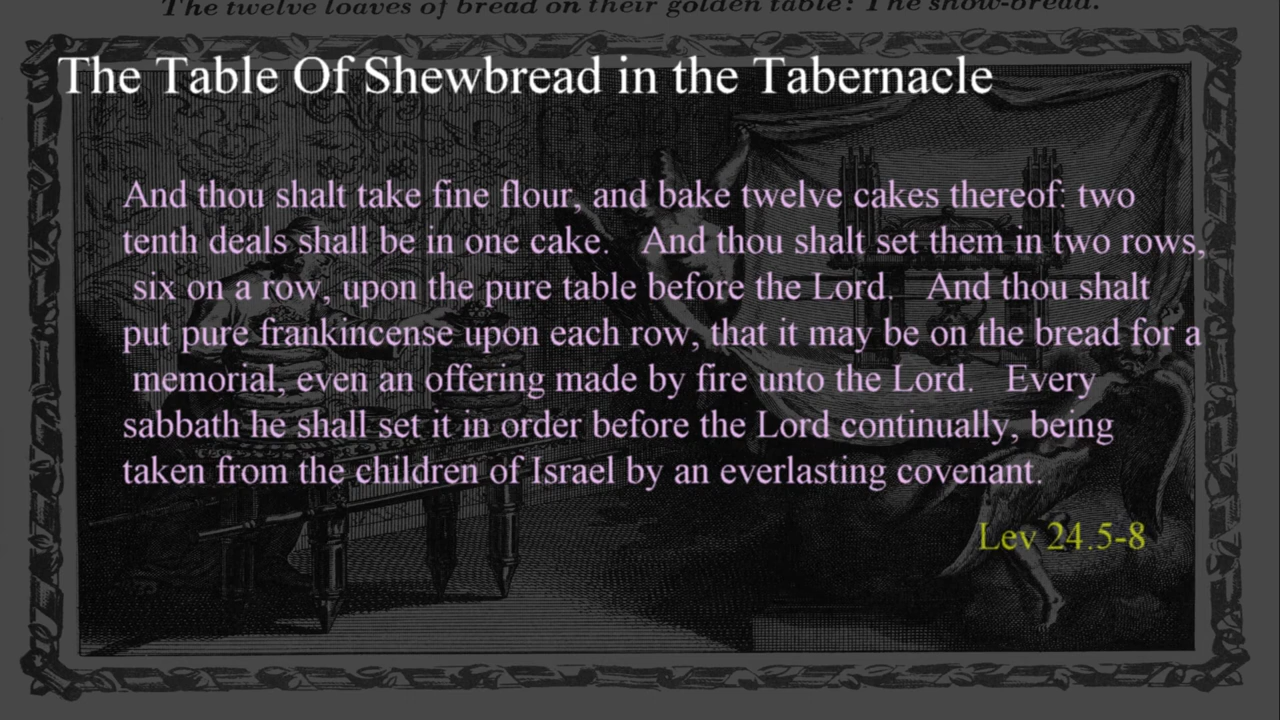 The twelve loaves of bread on their golden table: The show-bread.
The Table Of Shewbread in the Tabernacle
And thou shalt take fine flour, and bake twelve cakes thereof: two
tenth deals shall be in one cake. And thou shalt set them in two rows,
six on a row, upon the pure table before the Lord. And thou shalt
put pure frankincense upon each row, that it may be on the bread for a
memorial, even an offering made by fire unto the Lord. Every
sabbath he shall set it in order before the Lord continually, being
taken from the children of Israel by an everlasting covenant.
Lev 24.5-8